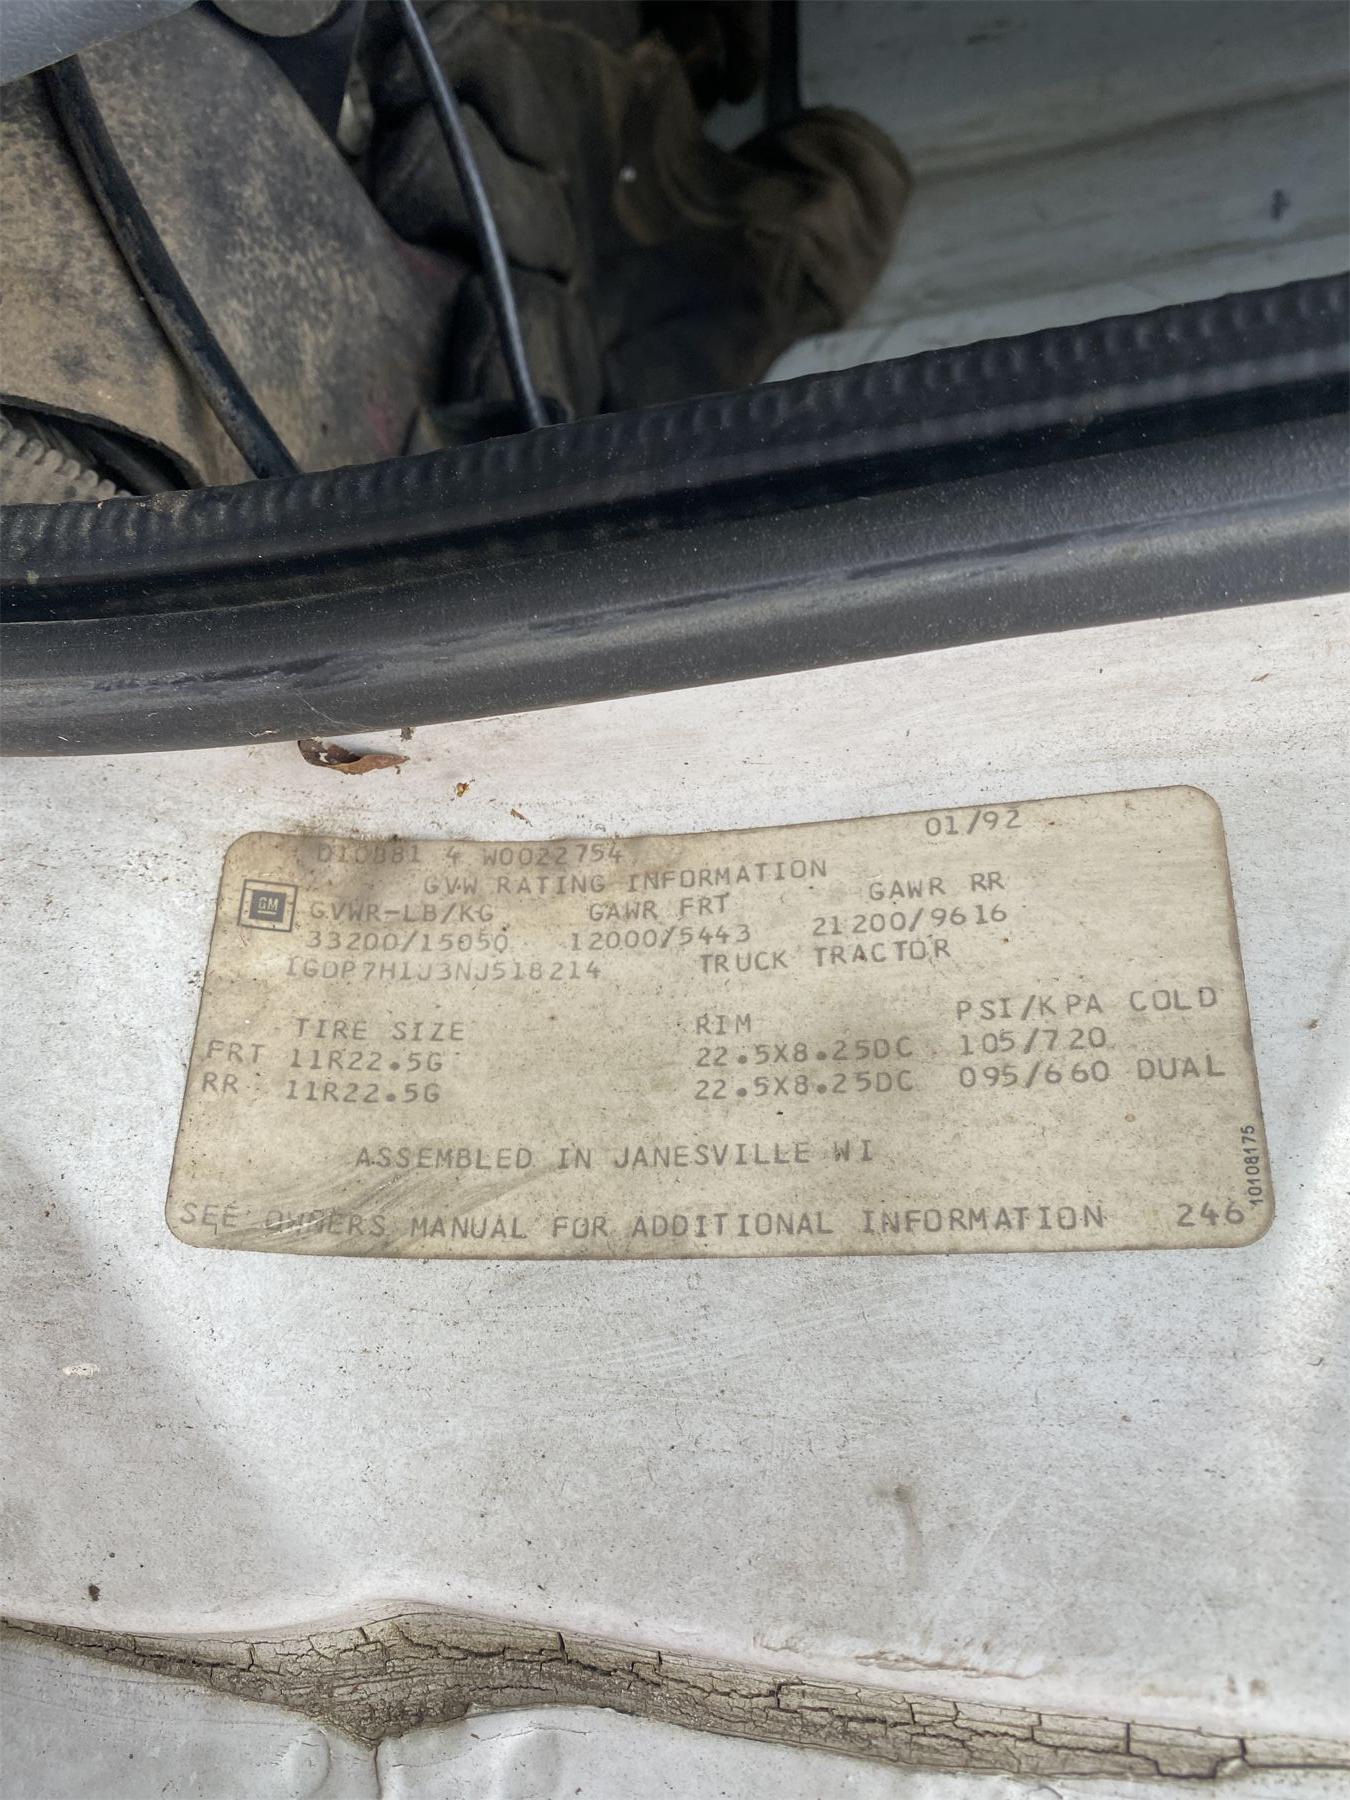 01/92
D10881 4 W0022754
GVW RATING INFORMATION
GM
GVWR-LB/KG GAWR FRT GAWR RR
33200/15050 12000/5443 21200/9616
1GDP7H1J3NJ518214 TRUCK TRACTOR
TIRE SIZE RIM PSI/KPA COLD
FRT 11R22.5G 22.5X8.25DC 105/720
RR 11R22.5G 22.5X8.25DC 095/660 DUAL
ASSEMBLED IN JANESVILLE WI
SEE OWNERS MANUAL FOR ADDITIONAL INFORMATION 246
10108175